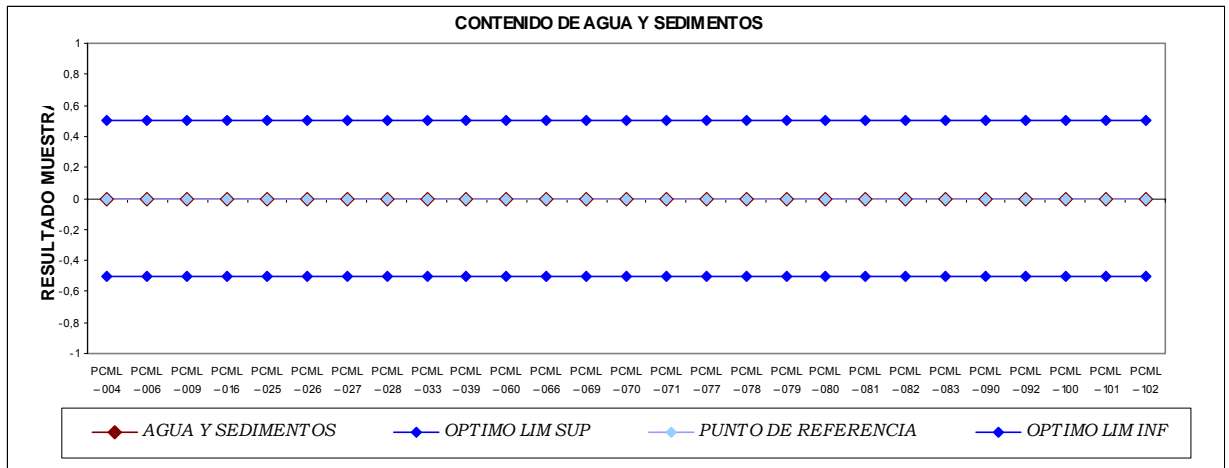 CONTENIDO DE AGUA Y SEDIMENTOS
RESULTADO MUESTRA
1
0,8
0,6
0,4
0,2
0
-0,2
-0,4
-0,6
-0,8
-1
PCML PCML PCML PCML PCML PCML PCML PCML PCML PCML PCML PCML PCML PCML PCML PCML PCML PCML PCML PCML PCML PCML PCML PCML PCML PCML PCML
–004 –006 –009 –016 –025 –026 –027 –028 –033 –039 –060 –066 –069 –070 –071 –077 –078 –079 –080 –081 –082 –083 –090 –092 –100 –101 –102
AGUA Y SEDIMENTOS OPTIMO LIM SUP PUNTO DE REFERENCIA OPTIMO LIM INF